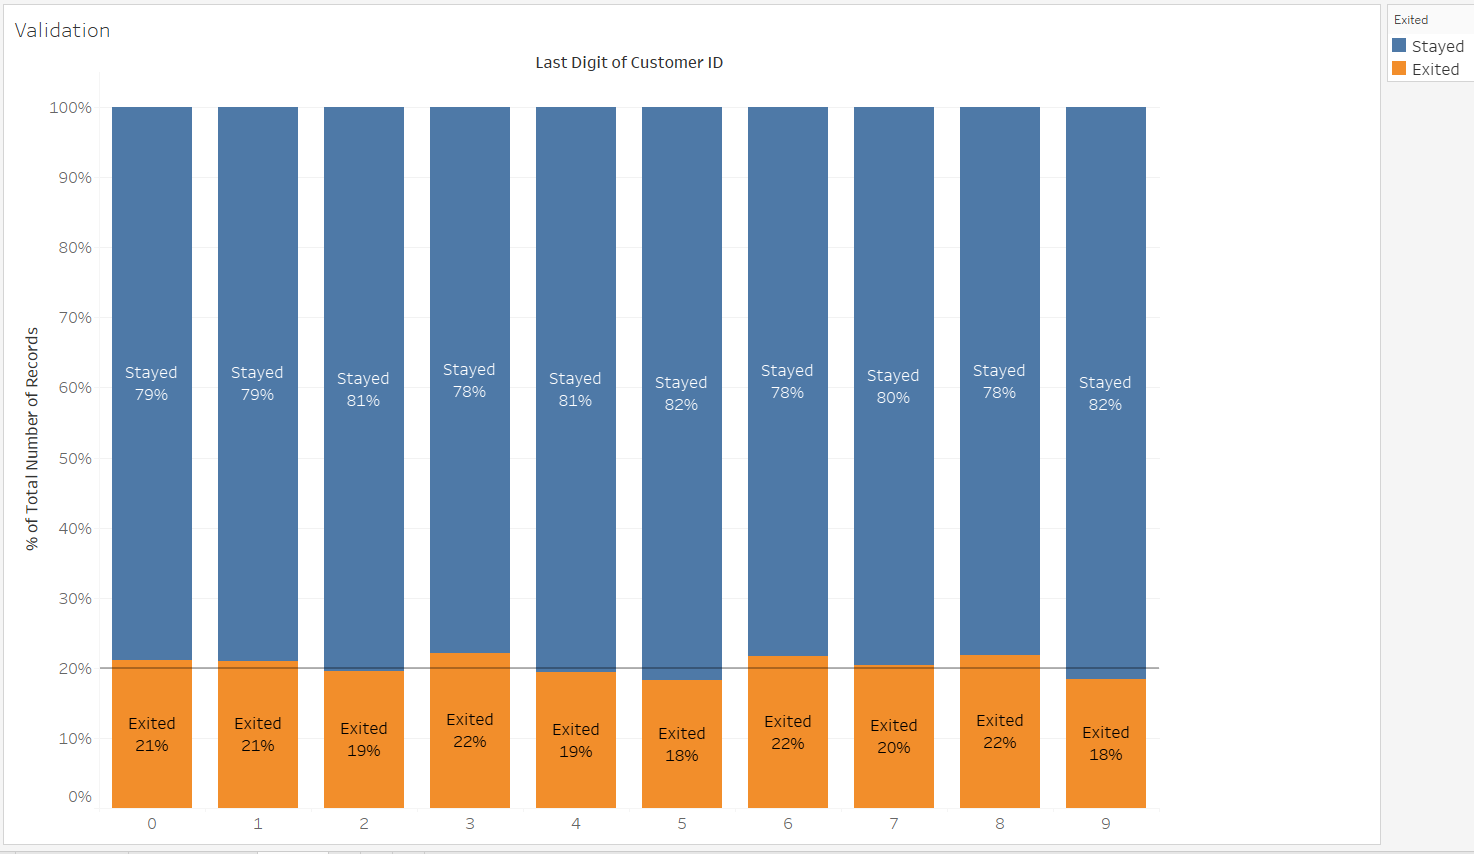 Validation
Exited
Stayed
Exited
Last Digit of Customer ID
% of Total Number of Records
100%
90%
80%
70%
60%
50%
40%
30%
20%
10%
0%
Stayed
79%
Stayed
79%
Stayed
81%
Stayed
78%
Stayed
81%
Stayed
82%
Stayed
78%
Stayed
80%
Stayed
78%
Stayed
82%
Exited
21%
Exited
21%
Exited
19%
Exited
22%
Exited
19%
Exited
18%
Exited
22%
Exited
20%
Exited
22%
Exited
18%
0 1 2 3 4 5 6 7 8 9